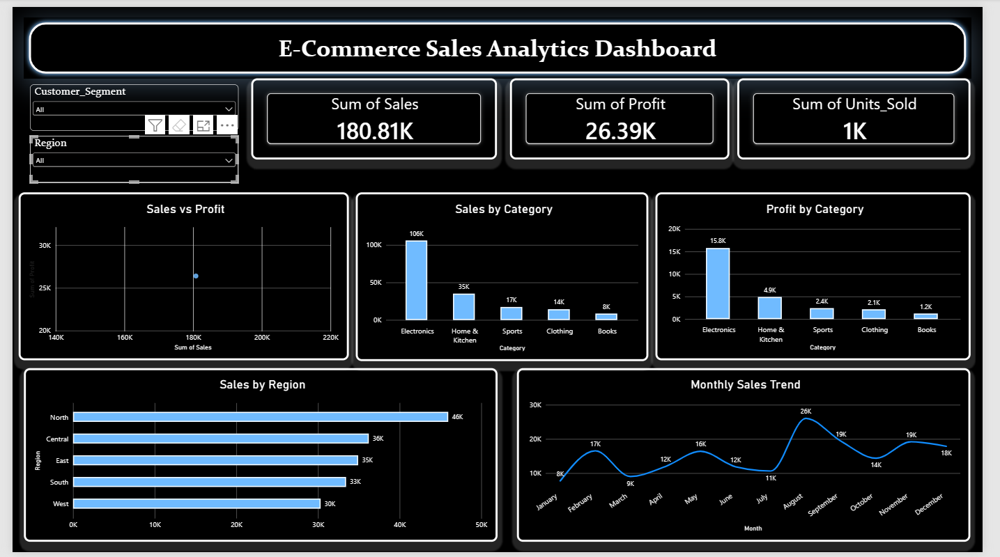 E-Commerce Sales Analytics Dashboard
Customer_Segment
All
Region
All
Sum of Sales
180.81K
Sum of Profit
26.39K
Sum of Units_Sold
1K
Sales vs Profit
Sum of Profit
30K
25K
20K
140K 160K 180K 200K 220K
Sum of Sales
Sales by Category
100K
50K
0K
106K
35K
17K
14K
8K
Electronics Home & Sports Clothing Books
Kitchen
Category
Profit by Category
20K
15K
10K
5K
0K
15.8K
4.9K
2.4K
2.1K
1.2K
Electronics Home & Sports Clothing Books
Kitchen
Category
Sales by Region
Region
North 46K
Central 36K
East 35K
South 33K
West 30K
0K 10K 20K 30K 40K 50K
Monthly Sales Trend
30K
20K
10K
8K 17K 9K 12K 16K 12K 11K 26K 19K 14K 19K 18K
January February March April May June July August September October November December
Month